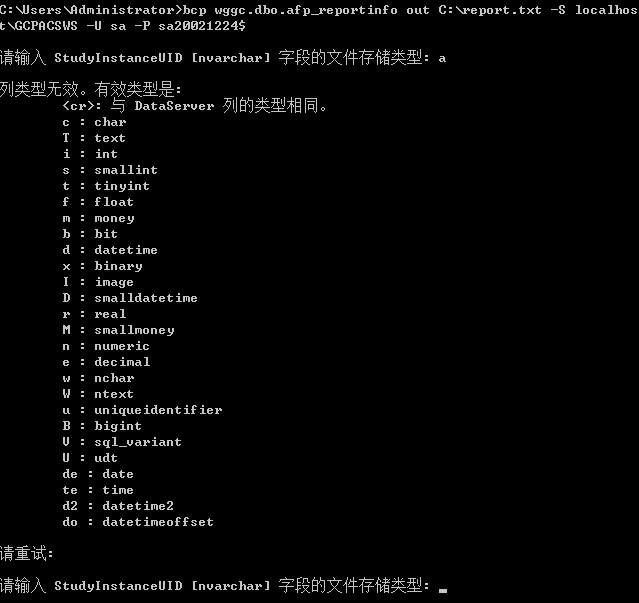 C:\Users\Administrator>bcp wggc.dbo.afp_reportinfo out C:\report.txt -S localhos
t\GCPACSWS -U sa -P sa20021224$
请输入 StudyInstanceUID [nvarchar] 字段的文件存储类型: a
列类型无效。有效类型是:
<cr>: 与 DataServer 列的类型相同。
c : char
T : text
i : int
s : smallint
t : tinyint
f : float
m : money
b : bit
d : datetime
x : binary
I : image
D : smalldatetime
r : real
M : smallmoney
n : numeric
e : decimal
w : nchar
W : ntext
u : uniqueidentifier
B : bigint
V : sql_variant
U : udt
de : date
te : time
d2 : datetime2
do : datetimeoffset
请重试:
请输入 StudyInstanceUID [nvarchar] 字段的文件存储类型: _